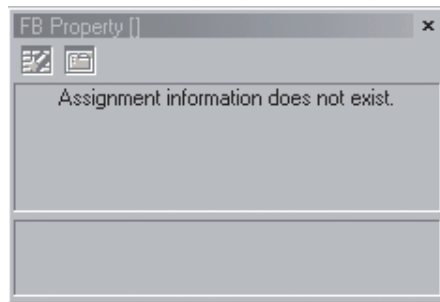 FB Property []
Assignment information does not exist.